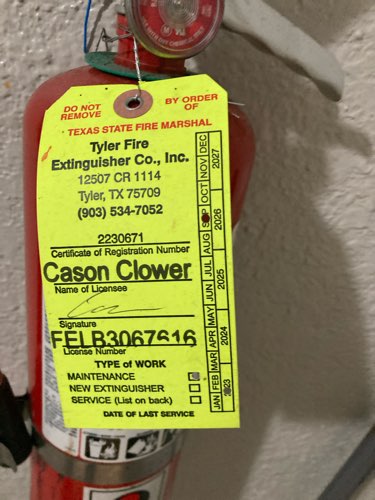 DO NOT REMOVE
BY ORDER OF
TEXAS STATE FIRE MARSHAL
Tyler Fire
Extinguisher Co., Inc.
12507 CR 1114
Tyler, TX 75709
(903) 534-7052
2230671
Certificate of Registration Number
Cason Clower
Name of Licensee
Signature
FELB3067616
License Number
TYPE of WORK
MAINTENANCE
NEW EXTINGUISHER
SERVICE (List on back)
DATE OF LAST SERVICE
JAN FEB MAR APR MAY JUN JUL AUG SEP OCT NOV DEC
2023 2024 2025 2026 2027